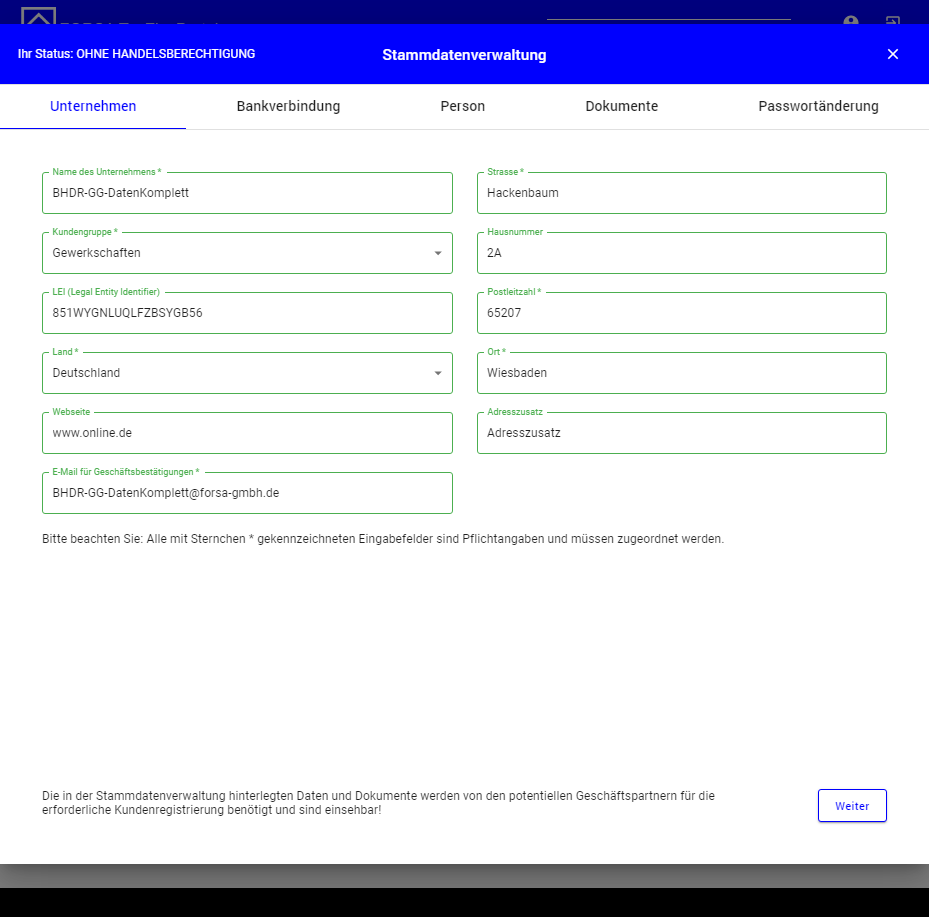 Ihr Status: OHNE HANDELSBERECHTIGUNG
Stammdatenverwaltung
Unternehmen
Bankverbindung
Person
Dokumente
Passwortänderung
Name des Unternehmens *
BHDR-GG-DatenKomplett
Strasse *
Hackenbaum
Kundengruppe *
Gewerkschaften
Hausnummer
2A
LEI (Legal Entity Identifier)
851WYGNLUQLFZBSYGB56
Postleitzahl *
65207
Land *
Deutschland
Ort *
Wiesbaden
Webseite
www.online.de
Adresszusatz
Adresszusatz
E-Mail für Geschäftsbestätigungen *
BHDR-GG-DatenKomplett@forsa-gmbh.de
Bitte beachten Sie: Alle mit Sternchen * gekennzeichneten Eingabefelder sind Pflichtangaben und müssen zugeordnet werden.
Die in der Stammdatenverwaltung hinterlegten Daten und Dokumente werden von den potentiellen Geschäftspartnern für die
erforderliche Kundenregistrierung benötigt und sind einsehbar!
Weiter